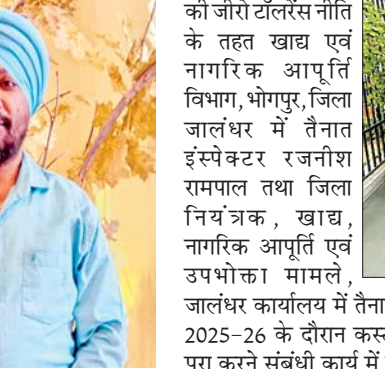 की जीरो टॉलरेंस नीति
के तहत खाद्य एवं
नागरिक आपूर्ति
विभाग, भोगपुर, जिला
जालंधर में तैनात
इंस्पेक्टर रजनीश
रामपाल तथा जिला
नियंत्रक, खाद्य,
नागरिक आपूर्ति एवं
उपभोक्ता मामले,
जालंधर कार्यालय में तैना
2025-26 के दौरान कस्
पूरा करने संबंधी कार्य में